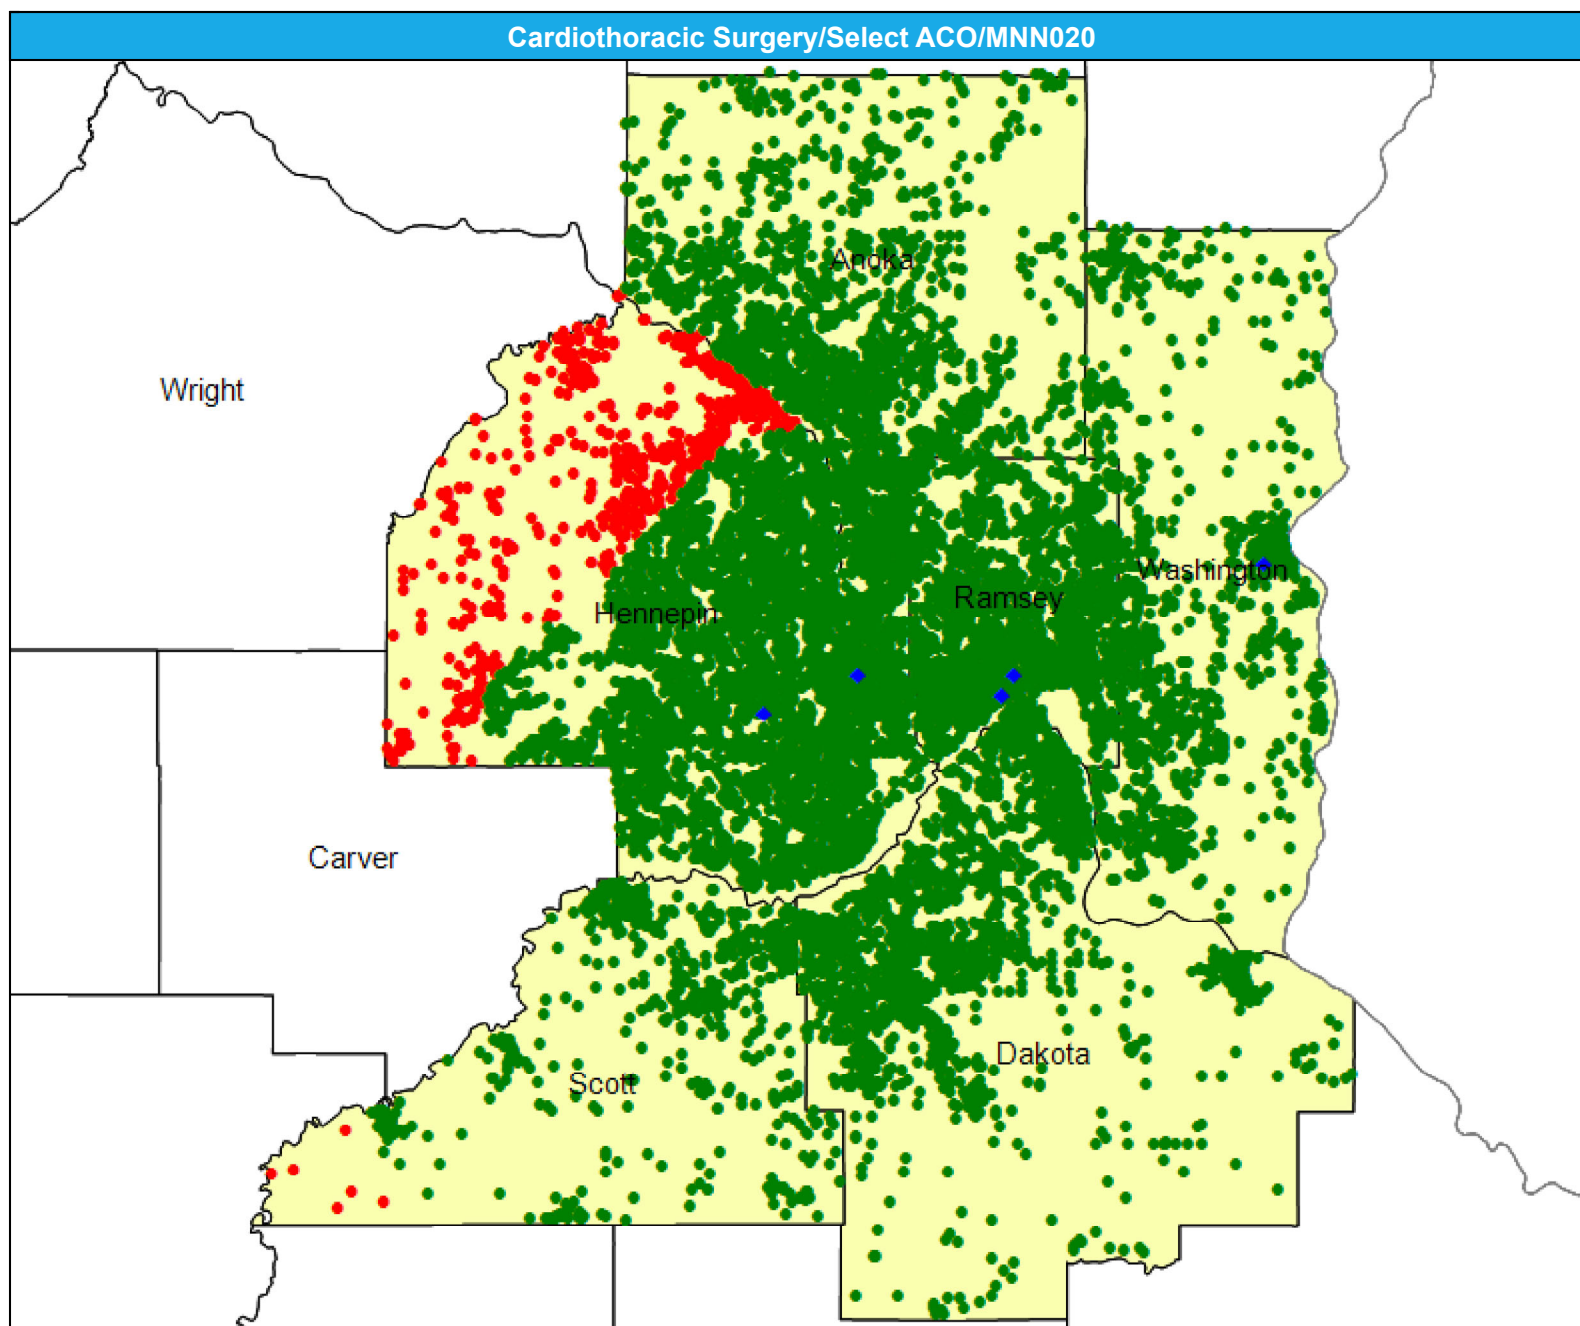 Cardiothoracic Surgery/Select ACO/MNN020
Anoka
Wright
Washington
Ramsey
Hennepin
Carver
Dakota
Scott